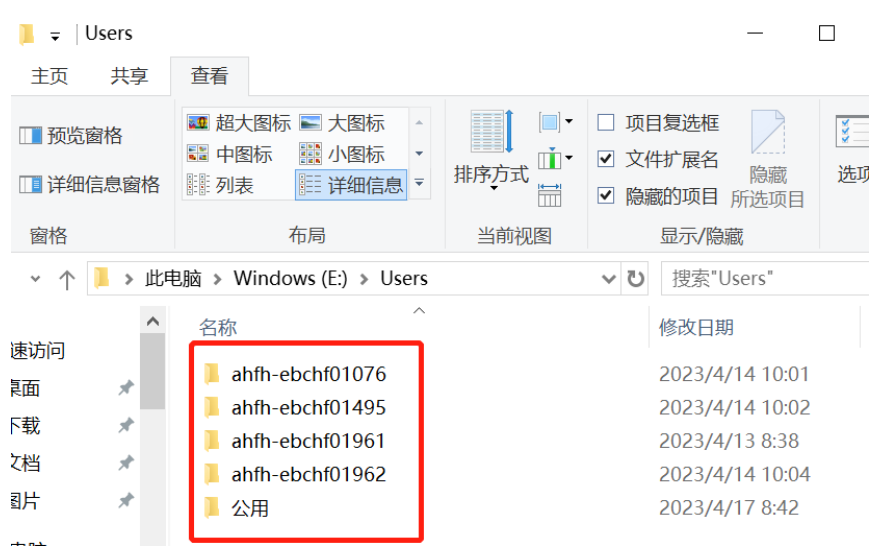 Users
主页 共享 查看
预览窗格
详细信息窗格
窗格
超大图标 大图标
中图标 小图标
列表 详细信息
布局
排序方式
当前视图
项目复选框
文件扩展名
隐藏的项目
隐藏
所选项目
显示/隐藏
此电脑 > Windows (E:) > Users
搜索"Users"
名称 修改日期
ahfh-ebchf01076 2023/4/14 10:01
ahfh-ebchf01495 2023/4/14 10:02
ahfh-ebchf01961 2023/4/13 8:38
ahfh-ebchf01962 2023/4/14 10:04
公用 2023/4/17 8:42
速访问
桌面
下载
文档
图片